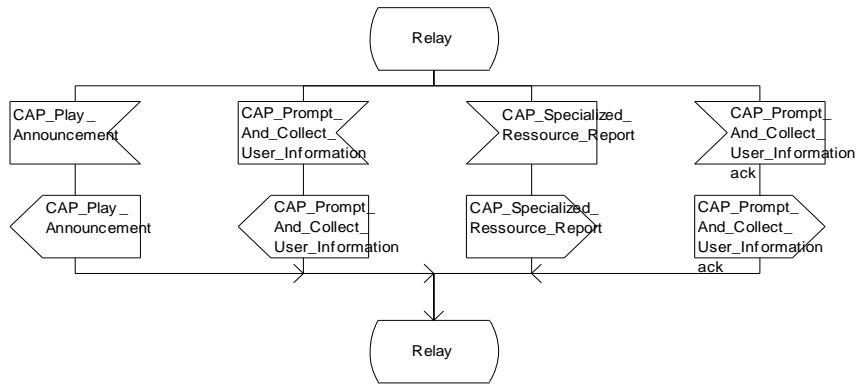 Relay
CAP_Play_
Announcement
CAP_Prompt_
And_Collect_
User_Information
CAP_Specialized_
Ressource_Report
CAP_Prompt_
And_Collect_
User_Information
ack
CAP_Play_
Announcement
CAP_Prompt_
And_Collect_
User_Information
CAP_Specialized_
Ressource_Report
CAP_Prompt_
And_Collect_
User_Information
ack
Relay